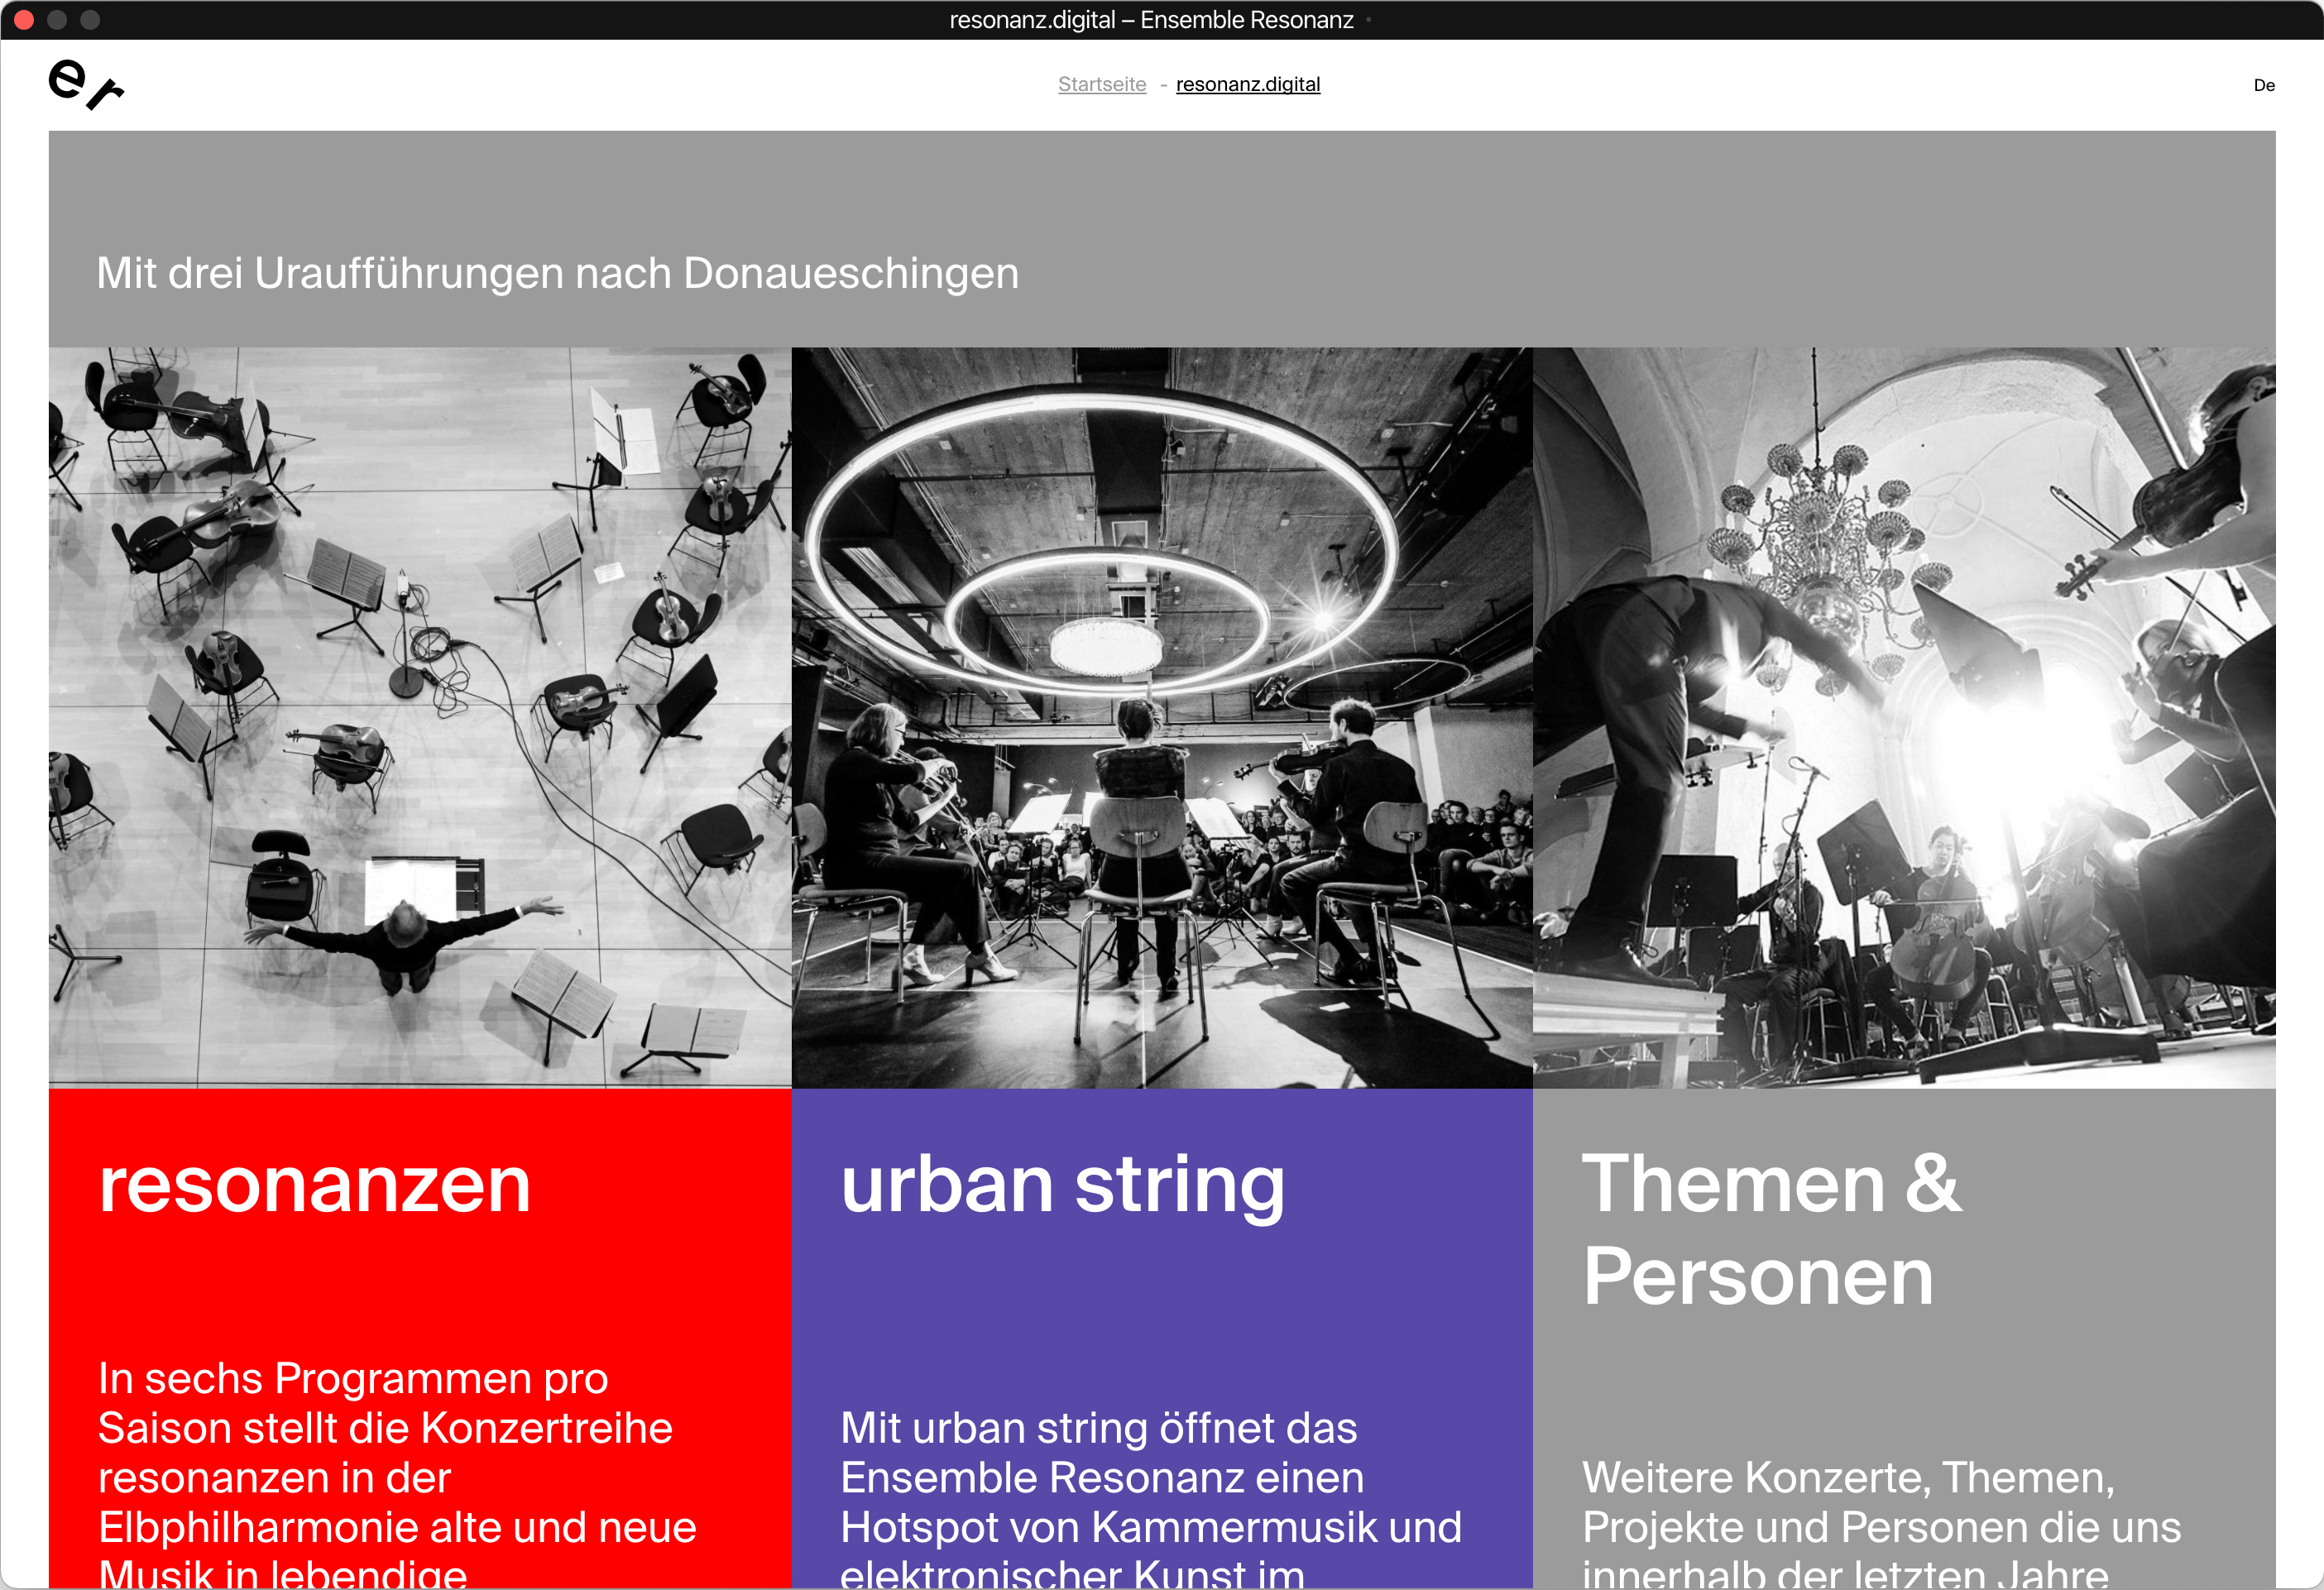 resonanz.digital – Ensemble Resonanz
er
Startseite - resonanz.digital
De
Mit drei Uraufführungen nach Donaueschingen
resonanzen
In sechs Programmen pro
Saison stellt die Konzertreihe
resonanzen in der
Elbphilharmonie alte und neue
Musik in lebendige
urban string
Mit urban string öffnet das
Ensemble Resonanz einen
Hotspot von Kammermusik und
elektronischer Kunst im
Themen &
Personen
Weitere Konzerte, Themen,
Projekte und Personen die uns
innerhalb der letzten Jahre